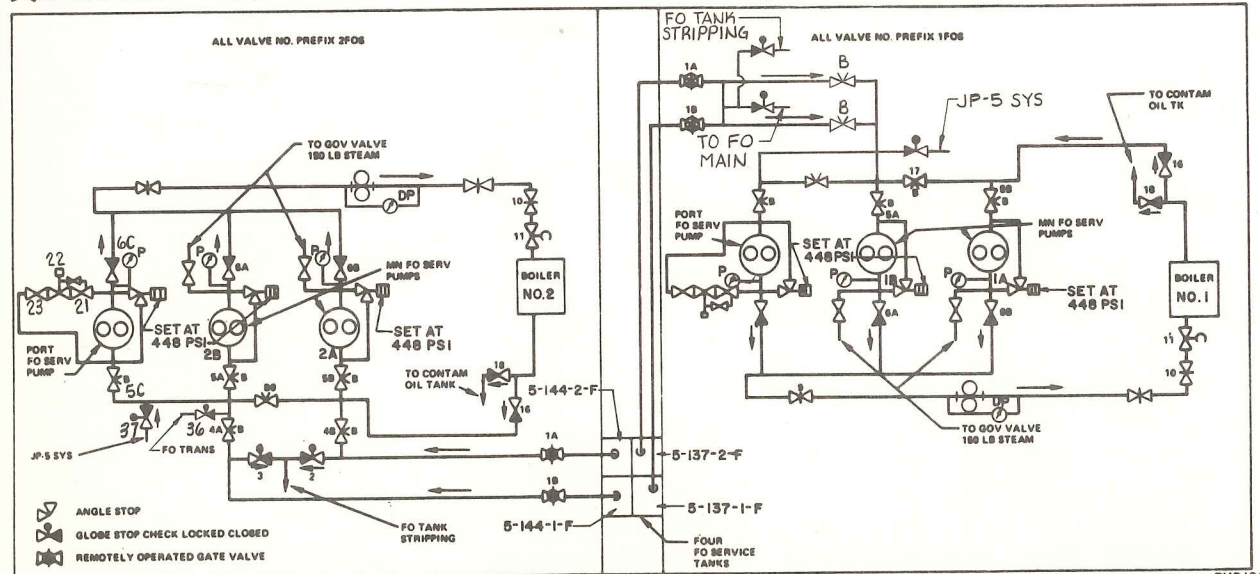 ALL VALVE NO. PREFIX 2FOS
TO GOV VALVE
150 LB STEAM
DP
10
11
BOILER
NO.2
6C
P
6A
P
6B
P
MN FO SERV
PUMPS
22
23
21
SET AT
448 PSI
2B
2A
SET AT
448 PSI
PORT
FO SERV
PUMP
B
5C
5A
B
5B
B
TO CONTAM
OIL TANK
18
16
37
36
4A
B
4B
B
JP-5 SYS
FO TRANS
3
2
1A
1B
FO TANK
STRIPPING
ANGLE STOP
GLOBE STOP CHECK LOCKED CLOSED
REMOTELY OPERATED GATE VALVE
5-144-2-F
5-137-2-F
5-144-1-F
5-137-1-F
FOUR
FO SERVICE
TANKS
FO TANK
STRIPPING
ALL VALVE NO. PREFIX 1FOS
1A
B
1B
B
TO FO
MAIN
JP-5 SYS
TO CONTAM
OIL TK
16
18
17
B
B
5A
B
5B
B
PORT
FO SERV
PUMP
SET AT
448 PSI
MN FO SERV
PUMPS
P
P
1B
P
1A
SET AT
448 PSI
BOILER
NO. 1
6A
6B
11
10
DP
TO GOV VALVE
150 LB STEAM